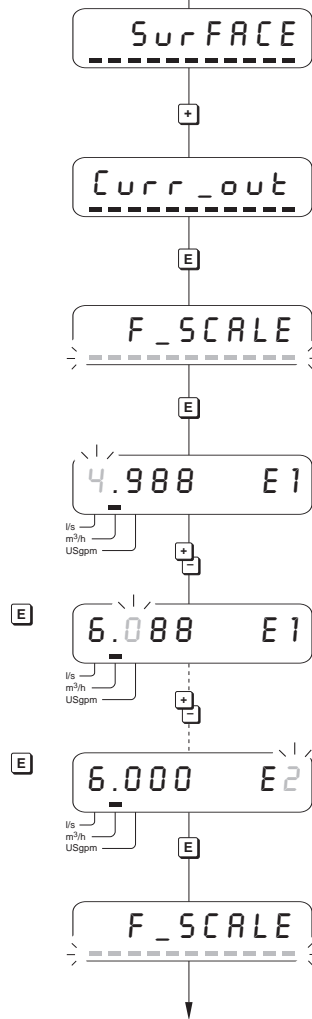 SurFACE
+
Curr_out
E
F_SCALE
E
4.988 E1
l/s
m³/h
USgpm
+
-
E
6.088 E1
l/s
m³/h
USgpm
+
-
E
6.000 E2
l/s
m³/h
USgpm
E
F_SCALE